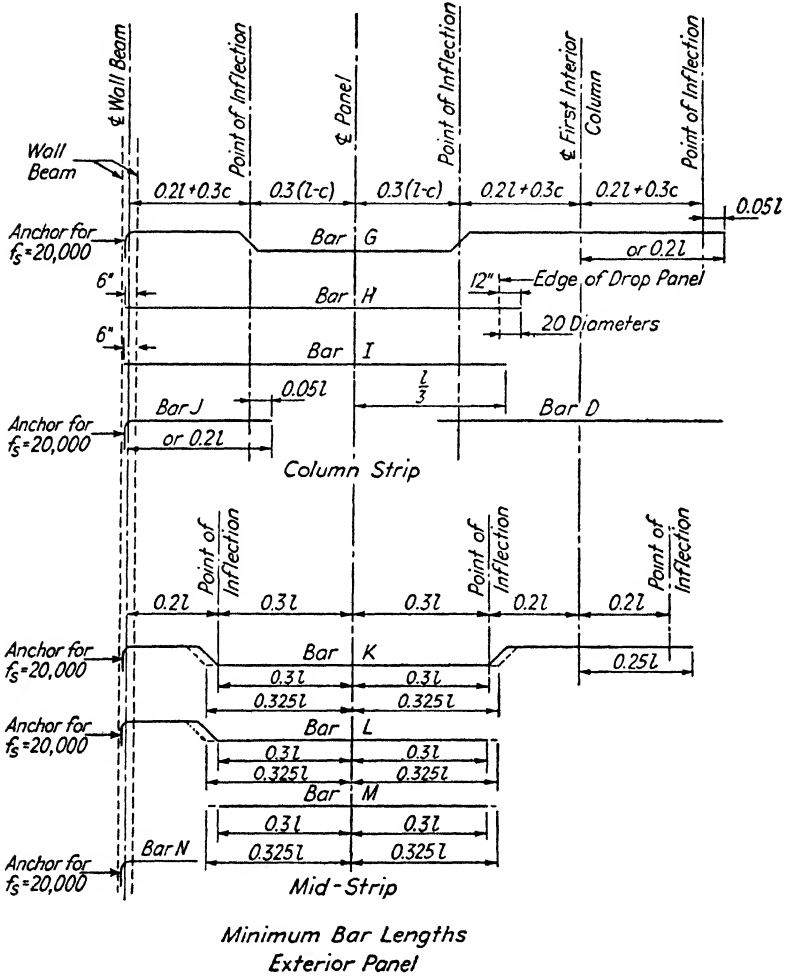 ℄ Wall Beam
Point of Inflection
℄ Panel
Point of Inflection
℄ First Interior
Column
Point of Inflection
Wall
Beam
0.2l+0.3c
0.3(l-c)
0.3(l-c)
0.2l+0.3c
0.2l+0.3c
0.05l
Anchor for
fs=20,000
Bar G
or 0.2l
6"
12"
Edge of Drop Panel
Bar H
20 Diameters
6"
Bar I
0.05l
l/3
Anchor for
fs=20,000
Bar J
Bar D
or 0.2l
Column Strip
Point of
Inflection
Point of
Inflection
Point of
Inflection
0.2l
0.3l
0.3l
0.2l
0.2l
Anchor for
fs=20,000
Bar K
0.3l
0.3l
0.25l
0.325l
0.325l
Anchor for
fs=20,000
Bar L
0.3l
0.3l
0.325l
0.325l
Bar M
0.3l
0.3l
Anchor for
fs=20,000
Bar N
0.325l
0.325l
Mid-Strip
Minimum Bar Lengths
Exterior Panel